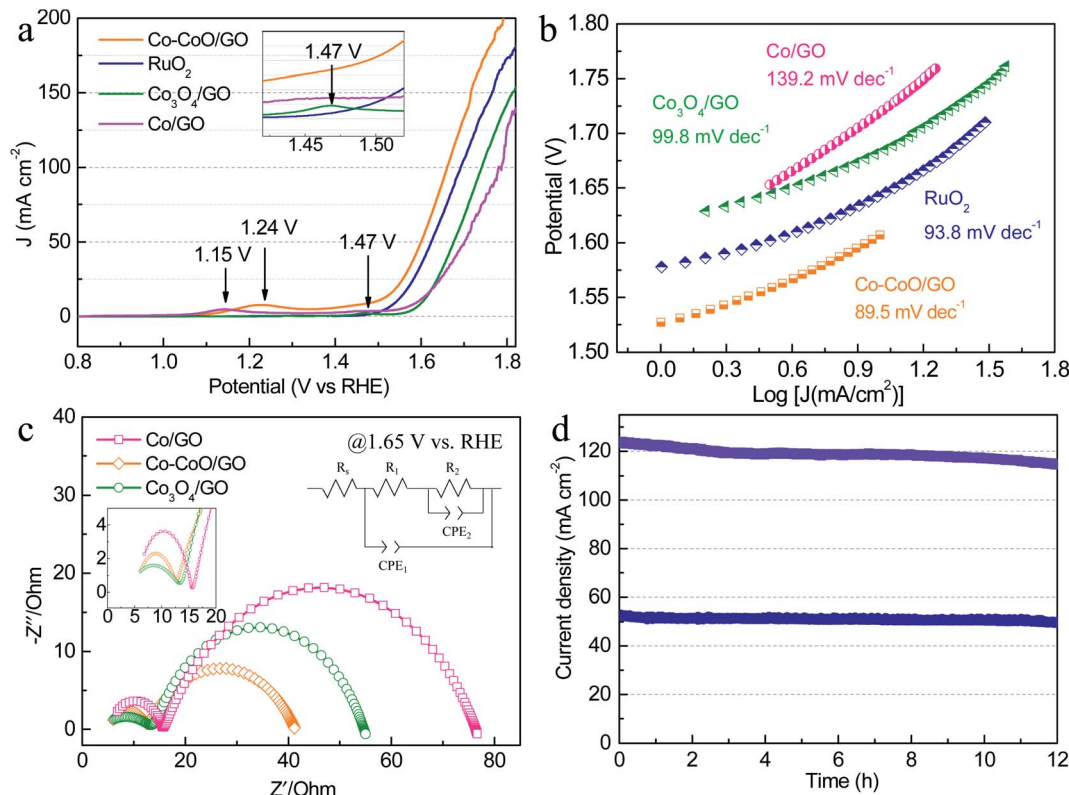 a
Co-CoO/GO
RuO₂
Co₃O₄/GO
Co/GO
1.47 V
1.45 1.50
1.15 V
1.24 V
1.47 V
J (mA cm⁻²)
200
150
100
50
0
0.8 1.0 1.2 1.4 1.6 1.8
Potential (V vs RHE)
b
Co/GO
139.2 mV dec⁻¹
Co₃O₄/GO
99.8 mV dec⁻¹
RuO₂
93.8 mV dec⁻¹
Co-CoO/GO
89.5 mV dec⁻¹
Potential (V)
1.80
1.75
1.70
1.65
1.60
1.55
1.50
0.0 0.3 0.6 0.9 1.2 1.5 1.8
Log [J(mA/cm²)]
c
Co/GO
Co-CoO/GO
Co₃O₄/GO
@1.65 V vs. RHE
Rₛ R₁ R₂
CPE₂
CPE₁
4
2
0
0 5 10 15 20
-Z″/Ohm
-40
-30
-20
-10
0
0 20 40 60 80
Z′/Ohm
d
Current density (mA cm⁻²)
120
100
80
60
40
20
0
0 2 4 6 8 10 12
Time (h)